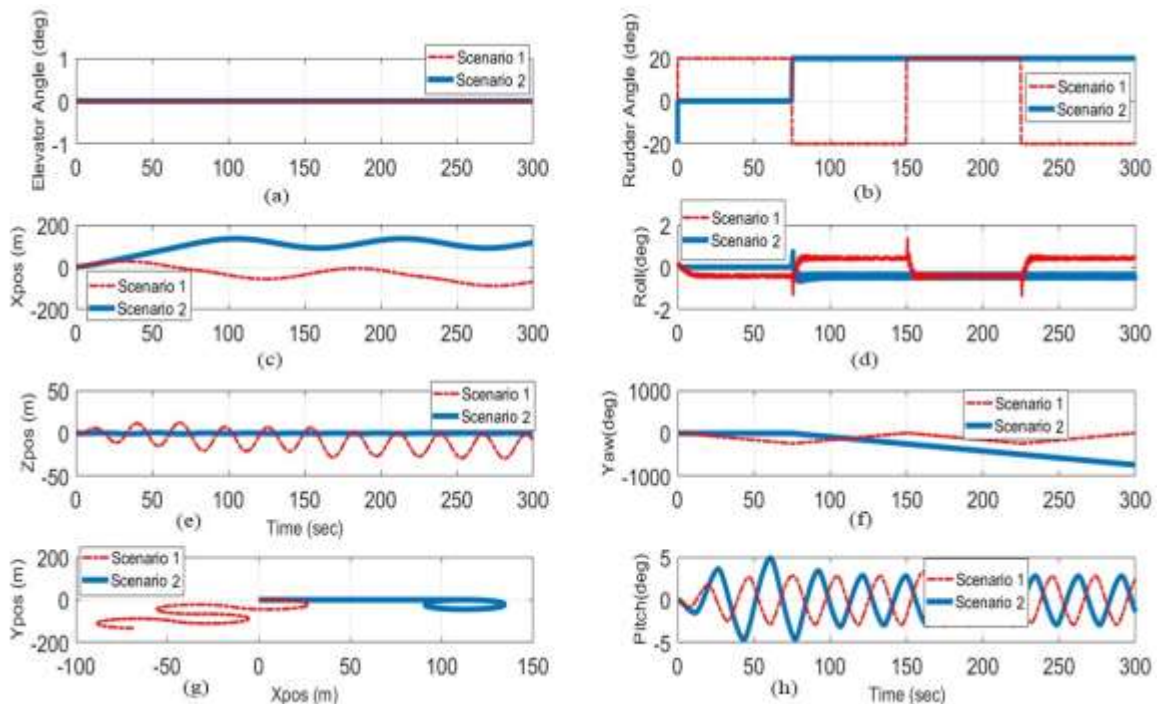 Elevator Angle (deg)
1
0
-1
Scenario 1
Scenario 2
0 50 100 150 200 250 300
(a)
Rudder Angle (deg)
20
0
-20
Scenario 1
Scenario 2
0 50 100 150 200 250 300
(b)
Xpos (m)
200
0
-200
Scenario 1
Scenario 2
0 50 100 150 200 250 300
(c)
Roll(deg)
2
0
-2
Scenario 1
Scenario 2
0 50 100 150 200 250 300
(d)
Zpos (m)
50
0
-50
Scenario 1
Scenario 2
0 50 100 150 200 250 300
(e)
Time (sec)
Yaw(deg)
1000
0
-1000
Scenario 1
Scenario 2
0 50 100 150 200 250 300
(f)
Ypos (m)
200
0
-200
Scenario 1
Scenario 2
-100 -50 0 50 100 150
(g)
Xpos (m)
Pitch(deg)
5
0
-5
Scenario 1
Scenario 2
0 50 100 150 200 250 300
(h)
Time (sec)